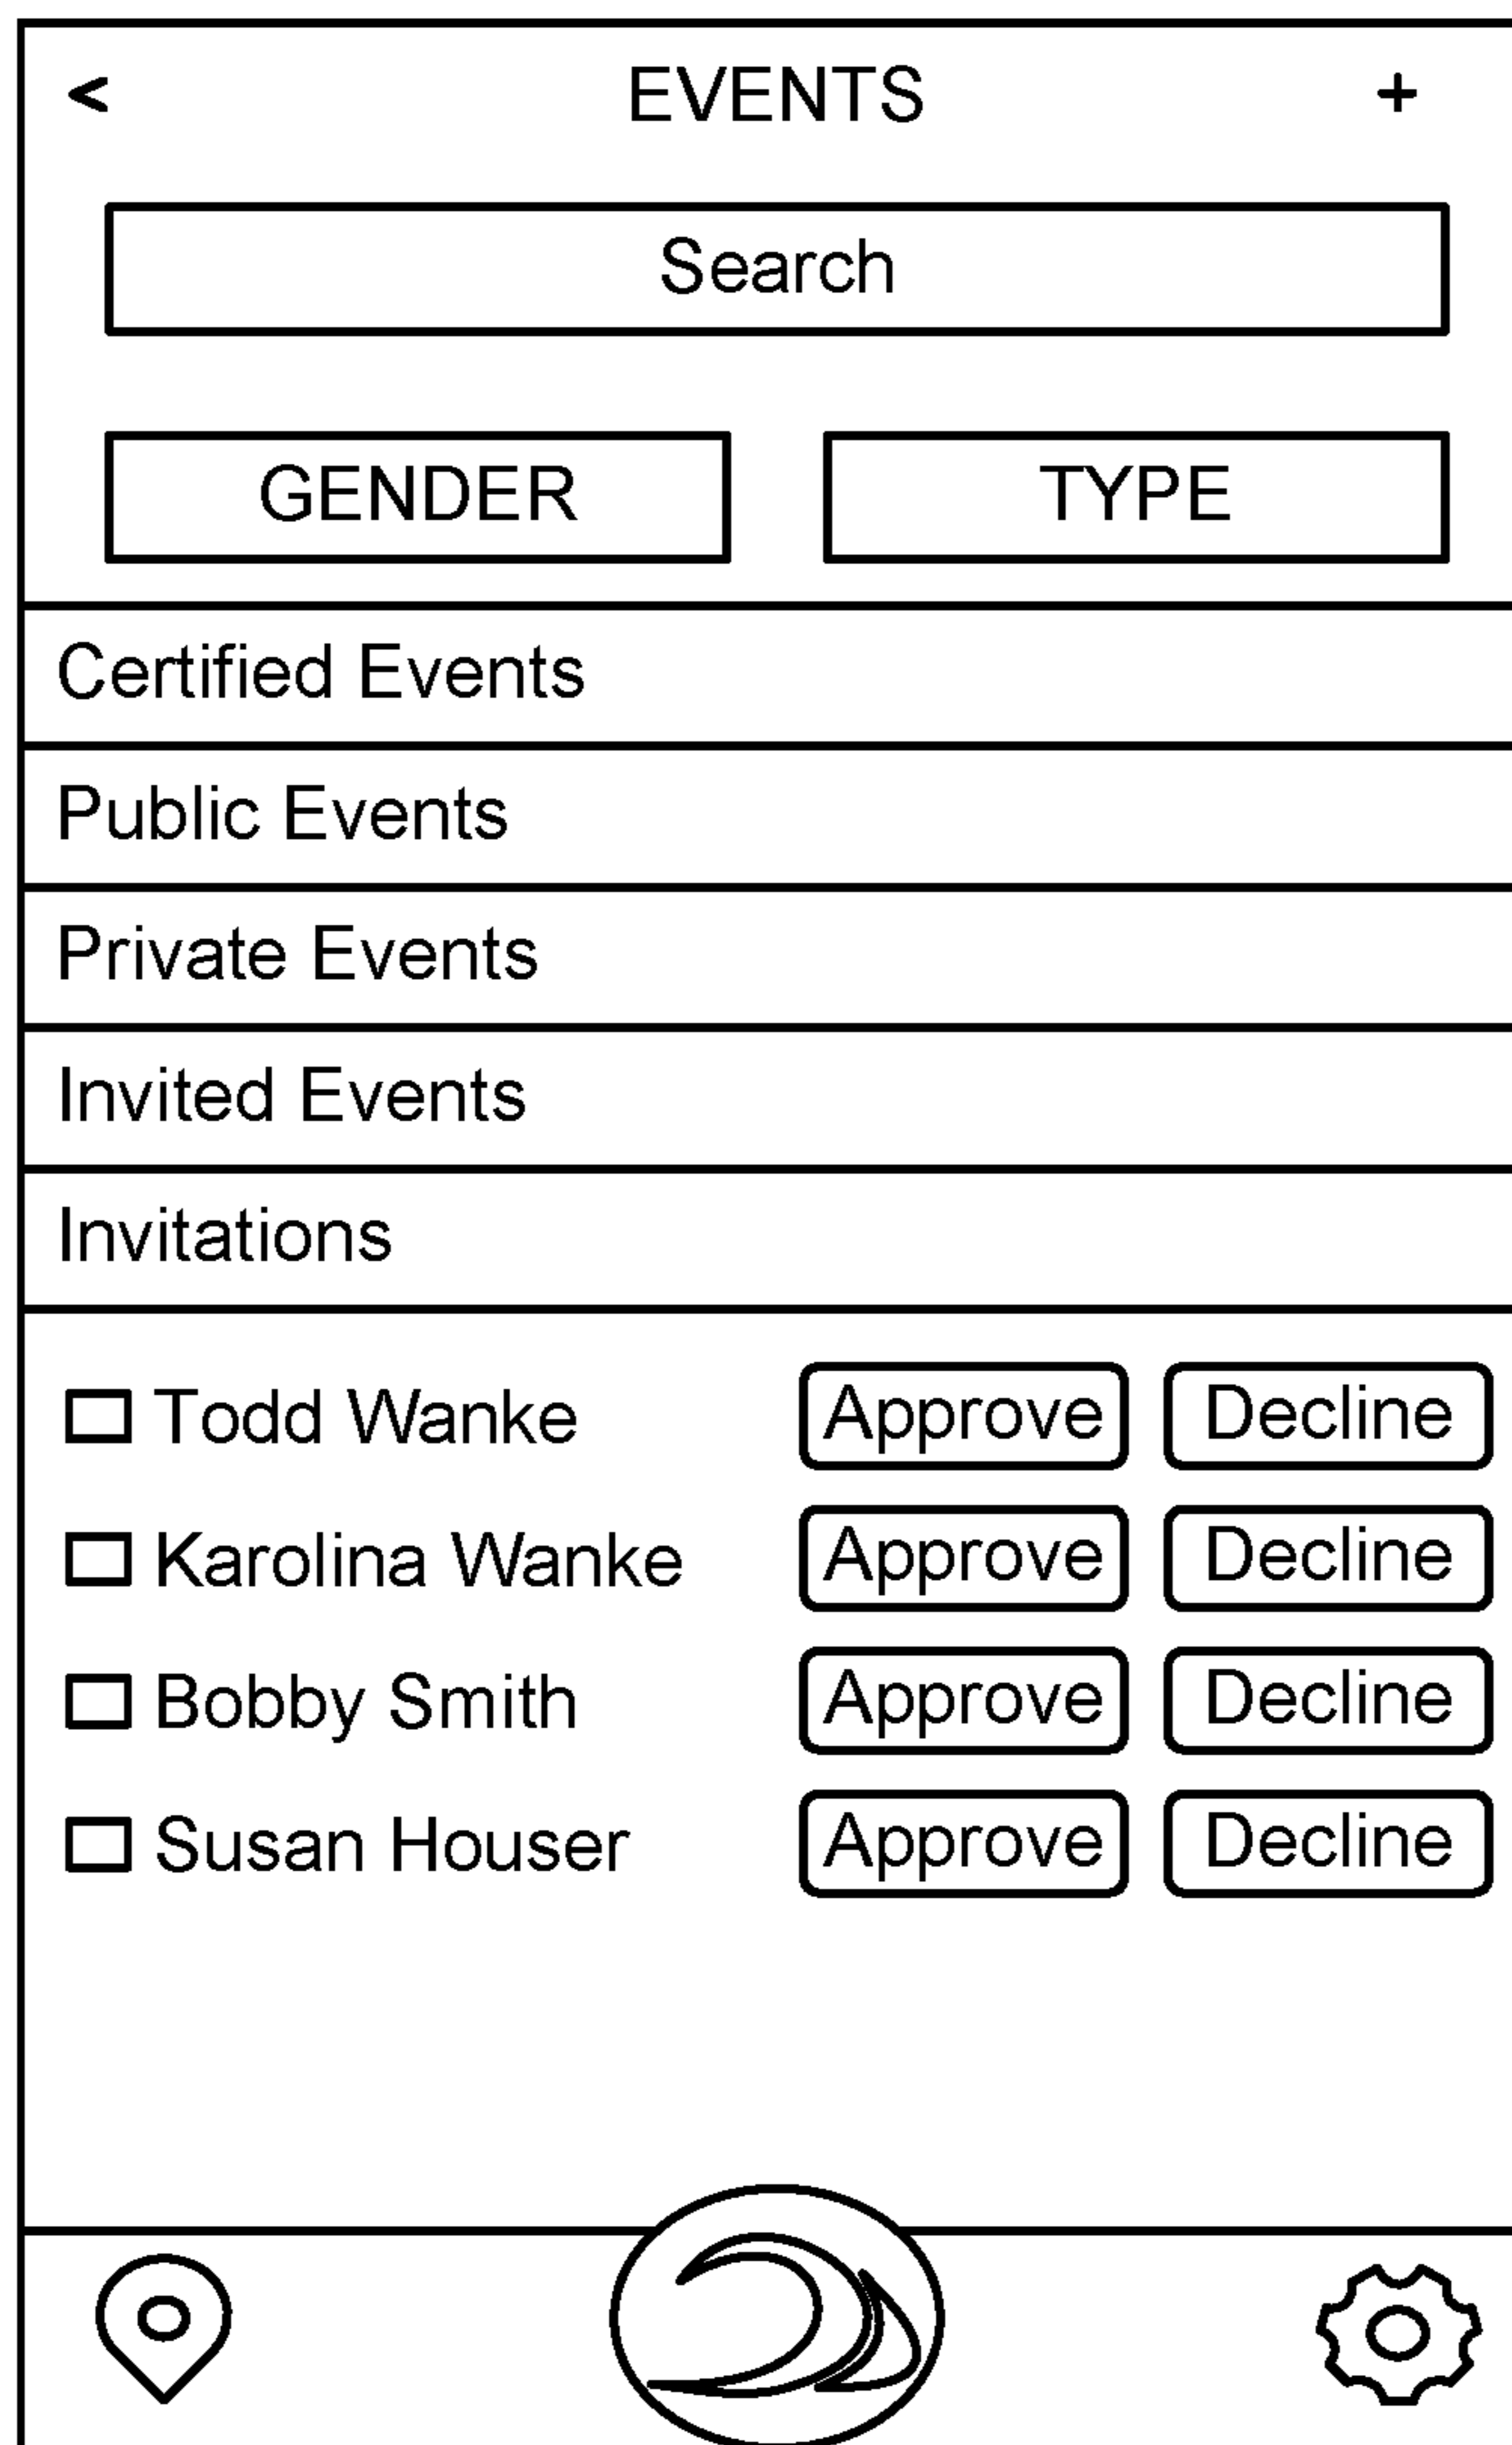 < EVENTS +
Search
GENDER TYPE
Certified Events
Public Events
Private Events
Invited Events
Invitations
Todd Wanke Approve Decline
Karolina Wanke Approve Decline
Bobby Smith Approve Decline
Susan Houser Approve Decline